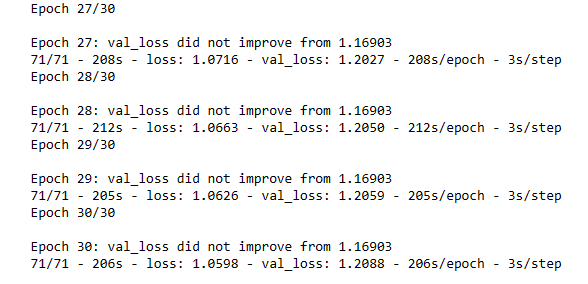 Epoch 27/30
Epoch 27: val_loss did not improve from 1.16903
71/71 - 208s - loss: 1.0716 - val_loss: 1.2027 - 208s/epoch - 3s/step
Epoch 28/30
Epoch 28: val_loss did not improve from 1.16903
71/71 - 212s - loss: 1.0663 - val_loss: 1.2050 - 212s/epoch - 3s/step
Epoch 29/30
Epoch 29: val_loss did not improve from 1.16903
71/71 - 205s - loss: 1.0626 - val_loss: 1.2059 - 205s/epoch - 3s/step
Epoch 30/30
Epoch 30: val_loss did not improve from 1.16903
71/71 - 206s - loss: 1.0598 - val_loss: 1.2088 - 206s/epoch - 3s/step